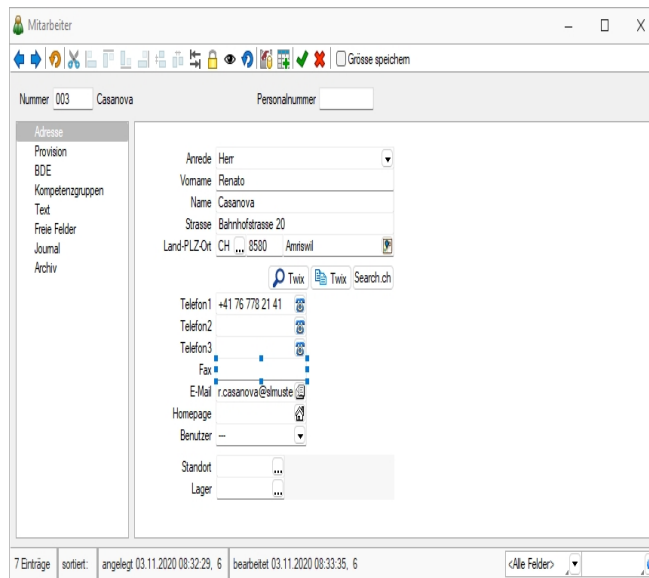 Mitarbeiter
Grösse speichern
Nummer 003 Casanova Personalnummer
Adresse
Provision
BDE
Kompetenzgruppen
Text
Freie Felder
Journal
Archiv
Anrede Herr
Vorname Renato
Name Casanova
Strasse Bahnhofstrasse 20
Land-PLZ-Ort CH ... 8580 Amriswil
Twix Twix Search.ch
Telefon1 +41 76 778 21 41
Telefon2
Telefon3
Fax
E-Mail r.casanova@slmuste
Homepage
Benutzer ---
Standort ...
Lager ...
7 Einträge sortiert: angelegt 03.11.2020 08:32:29, 6 bearbeitet 03.11.2020 08:33:35, 6 <Alle Felder>